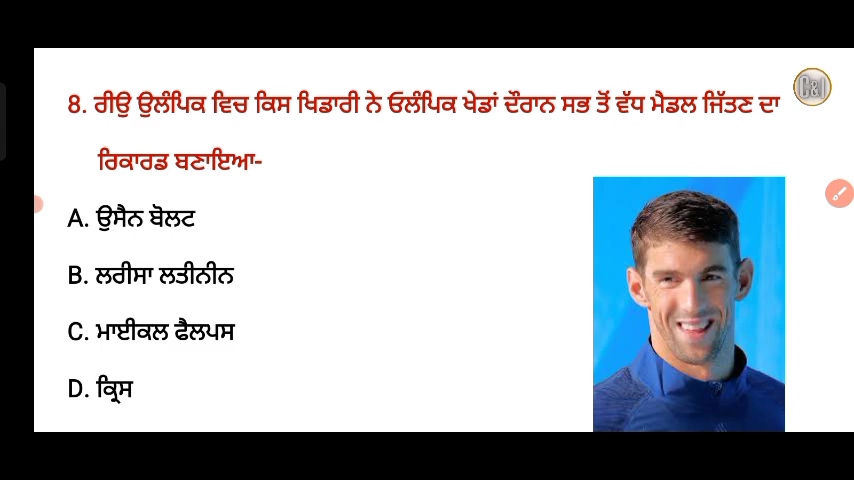 8. ਰੀਉ ਉਲੰਪਿਕ ਵਿਚ ਕਿਸ ਖਿਡਾਰੀ ਨੇ ਓਲੰਪਿਕ ਖੇਡਾਂ ਦੌਰਾਨ ਸਭ ਤੋਂ ਵੱਧ ਮੈਡਲ ਜਿੱਤਣ ਦਾ
ਰਿਕਾਰਡ ਬਣਾਇਆ-
A. ਉਸੈਨ ਬੋਲਟ
B. ਲਰੀਸਾ ਲਤੀਨੀਨ
C. ਮਾਈਕਲ ਫੈਲਪਸ
D. ਕ੍ਰਿਸ
C&I